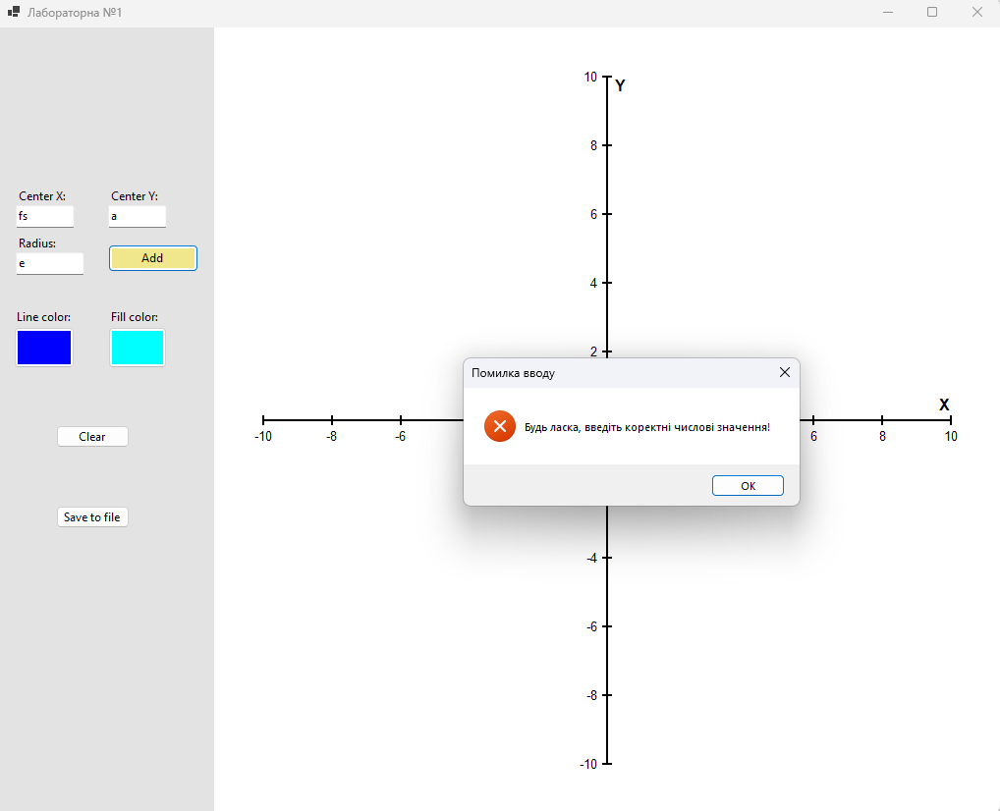 Лабораторна №1
10
Y
8
6
4
2
Center X:
Center Y:
fs
a
Radius:
e
Add
Line color:
Fill color:
Помилка вводу
Будь ласка, введіть коректні числові значення!
OK
X
-10
-8
-6
6
8
10
Clear
Save to file
-4
-6
-8
-10